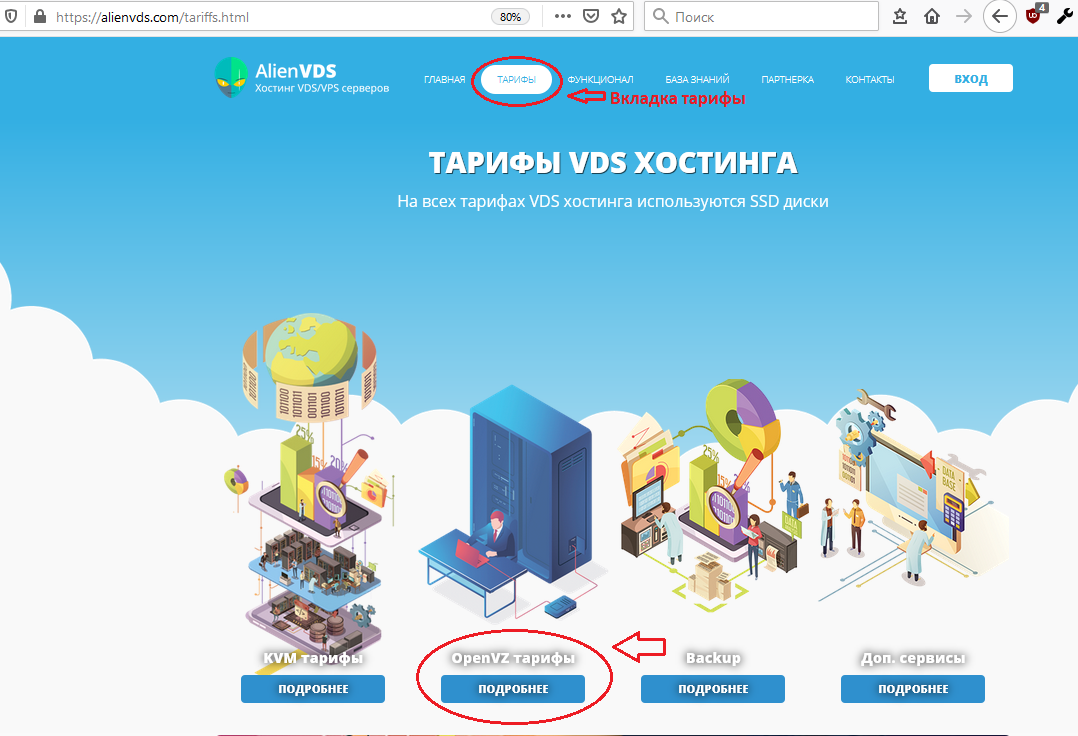 https://alienvds.com/tariffs.html
80%
Поиск
4
AlienVDS
Хостинг VDS/VPS серверов
ГЛАВНАЯ
ТАРИФЫ
ФУНКЦИОНАЛ
БАЗА ЗНАНИЙ
ПАРТНЕРКА
КОНТАКТЫ
ВХОД
Вкладка тарифы
ТАРИФЫ VDS ХОСТИНГА
На всех тарифах VDS хостинга используются SSD диски
25%
15%
20%
25%
15%
DATA BASE
KVM тарифы
OpenVZ тарифы
Backup
Доп. сервисы
ПОДРОБНЕЕ
ПОДРОБНЕЕ
ПОДРОБНЕЕ
ПОДРОБНЕЕ